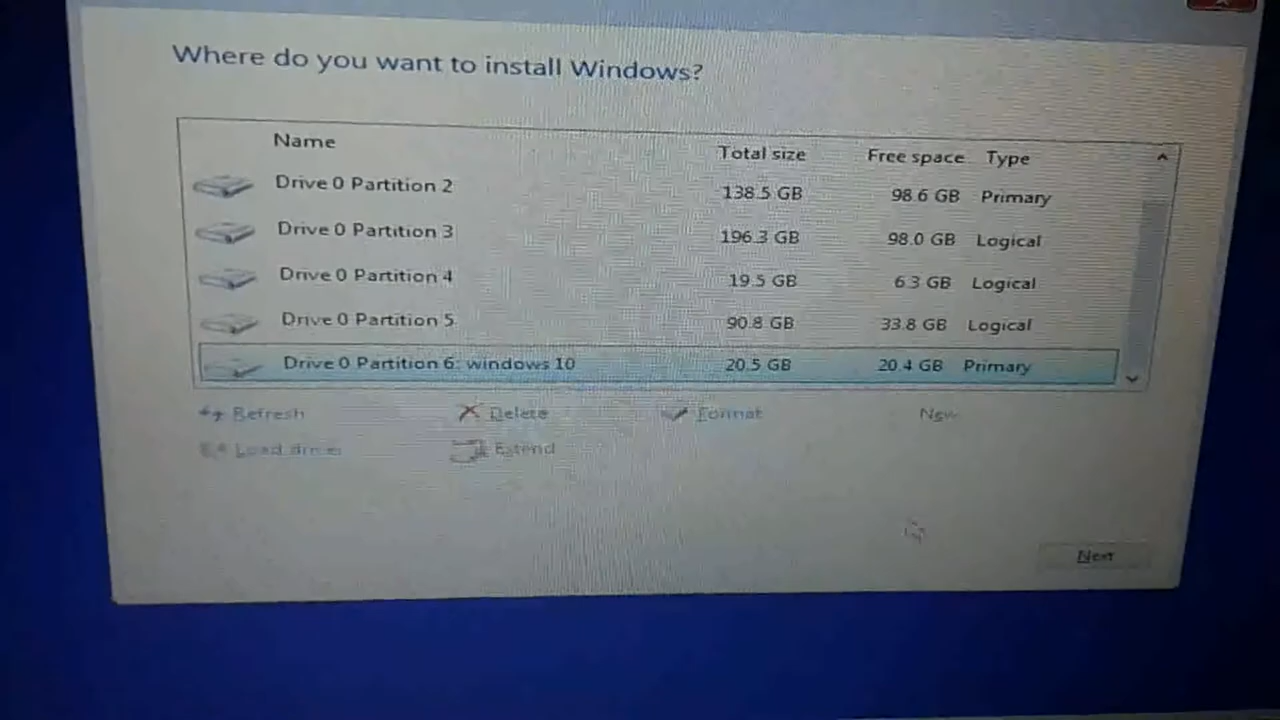 Where do you want to install Windows?
Name Total size Free space Type
Drive 0 Partition 2 138.5 GB 98.6 GB Primary
Drive 0 Partition 3 196.3 GB 98.0 GB Logical
Drive 0 Partition 4 19.5 GB 6.3 GB Logical
Drive 0 Partition 5 90.8 GB 33.8 GB Logical
Drive 0 Partition 6: windows 10 20.5 GB 20.4 GB Primary
Refresh Delete Format New
Load driver Extend
Next